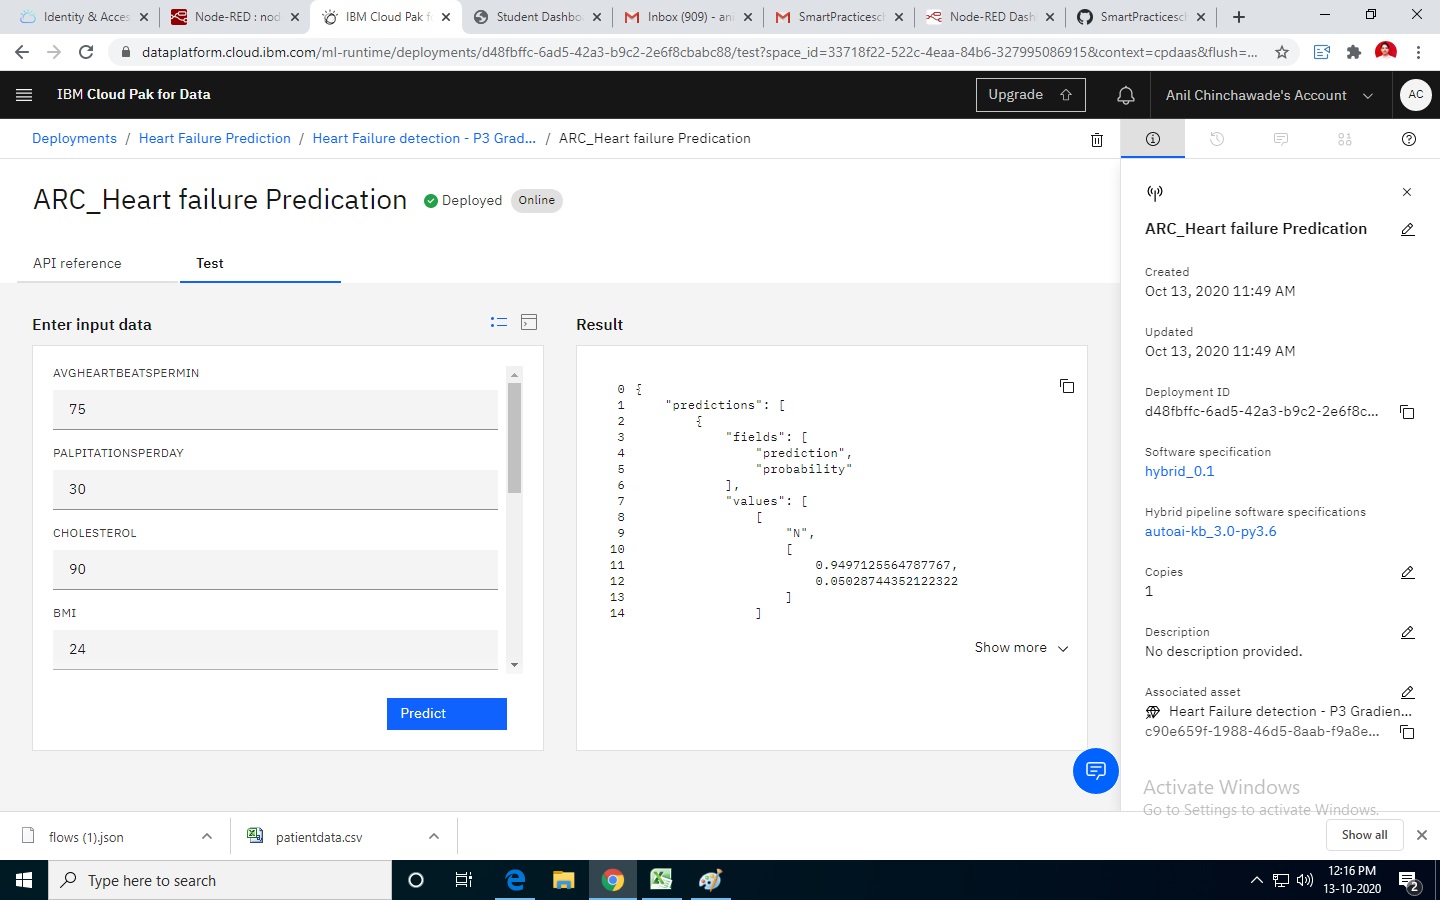 Identity & Acces
Node-RED : nod
IBM Cloud Pak f
Student Dashbo
Inbox (909) - an
SmartPracticesch
Node-RED Dash
SmartPracticesch
dataplatform.cloud.ibm.com/ml-runtime/deployments/d48fbffc-6ad5-42a3-b9c2-2e6f8cbabc88/test?space_id=33718f22-522c-4eaa-84b6-327995086915&context=cpdaas&flush=...
IBM Cloud Pak for Data
Upgrade
Anil Chinchawade's Account
AC
Deployments / Heart Failure Prediction / Heart Failure detection - P3 Grad... / ARC_Heart failure Predication
ARC_Heart failure Predication
Deployed
Online
API reference
Test
Enter input data
AVGHEARTBEATSPERMIN
75
PALPITATIONSPERDAY
30
CHOLESTEROL
90
BMI
24
Predict
Result
0 {
1 "predictions": [
2 {
3 "fields": [
4 "prediction",
5 "probability"
6 ],
7 "values": [
8 [
9 "N",
10 [
11 0.9497125564787767,
12 0.05028744352122322
13 ]
14 ]
Show more
ARC_Heart failure Predication
Created
Oct 13, 2020 11:49 AM
Updated
Oct 13, 2020 11:49 AM
Deployment ID
d48fbffc-6ad5-42a3-b9c2-2e6f8c...
Software specification
hybrid_0.1
Hybrid pipeline software specifications
autoai-kb_3.0-py3.6
Copies
1
Description
No description provided.
Associated asset
Heart Failure detection - P3 Gradien...
c90e659f-1988-46d5-8aab-f9a8e...
Activate Windows
Go to Settings to activate Windows.
flows (1).json
patientdata.csv
Show all
Type here to search
12:16 PM
13-10-2020
2